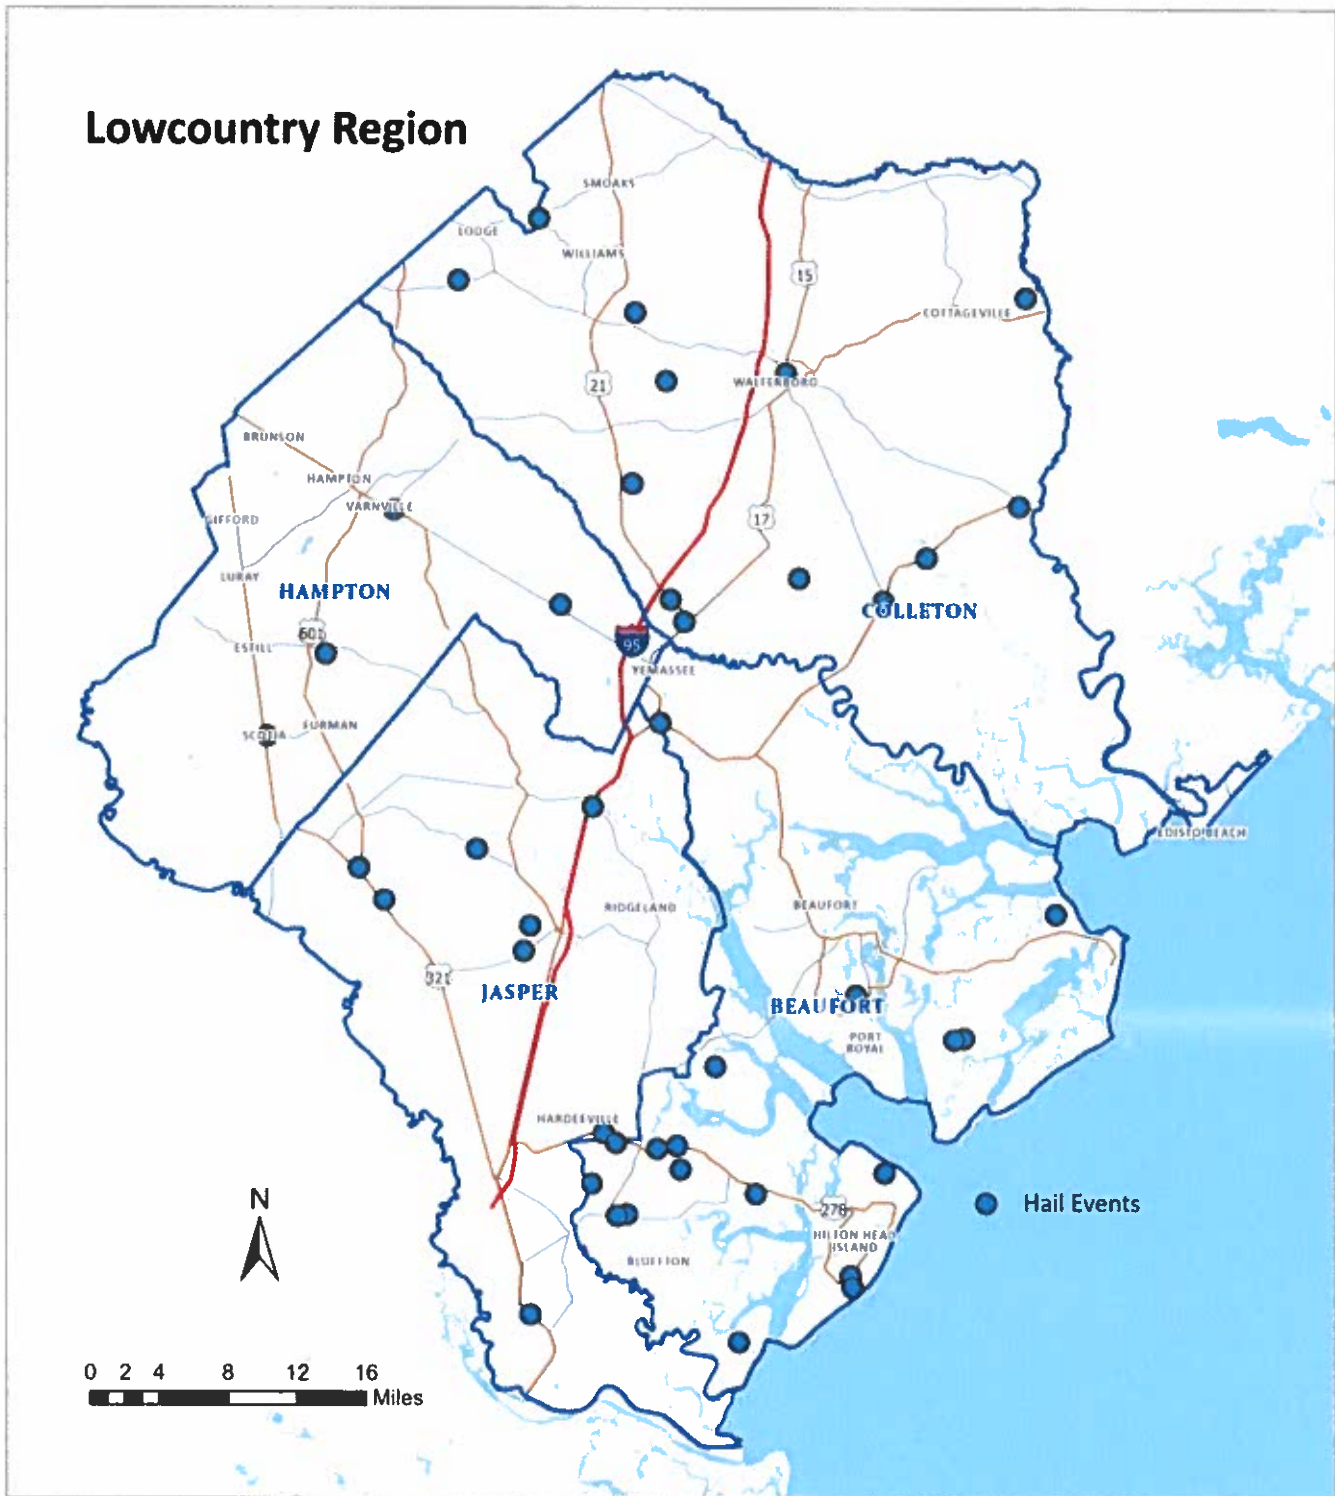 Lowcountry Region
SMOAKS
LODGE
WILLIAMS
15
COTTAGEVILLE
21
WALTERBORO
BRUNSON
HAMPTON
VARNVILLE
GIFFORD
17
LURAY
HAMPTON
COLLETON
601
ESTILL
95
YEMASSEE
SCOTIA
FURMAN
EDISTO BEACH
RIDGELAND
BEAUFORT
321
JASPER
BEAUFORT
PORT
ROYAL
HARDEEVILLE
N
Hail Events
278
HILTON HEAD
ISLAND
BLUFFTON
0 2 4 8 12 16
Miles